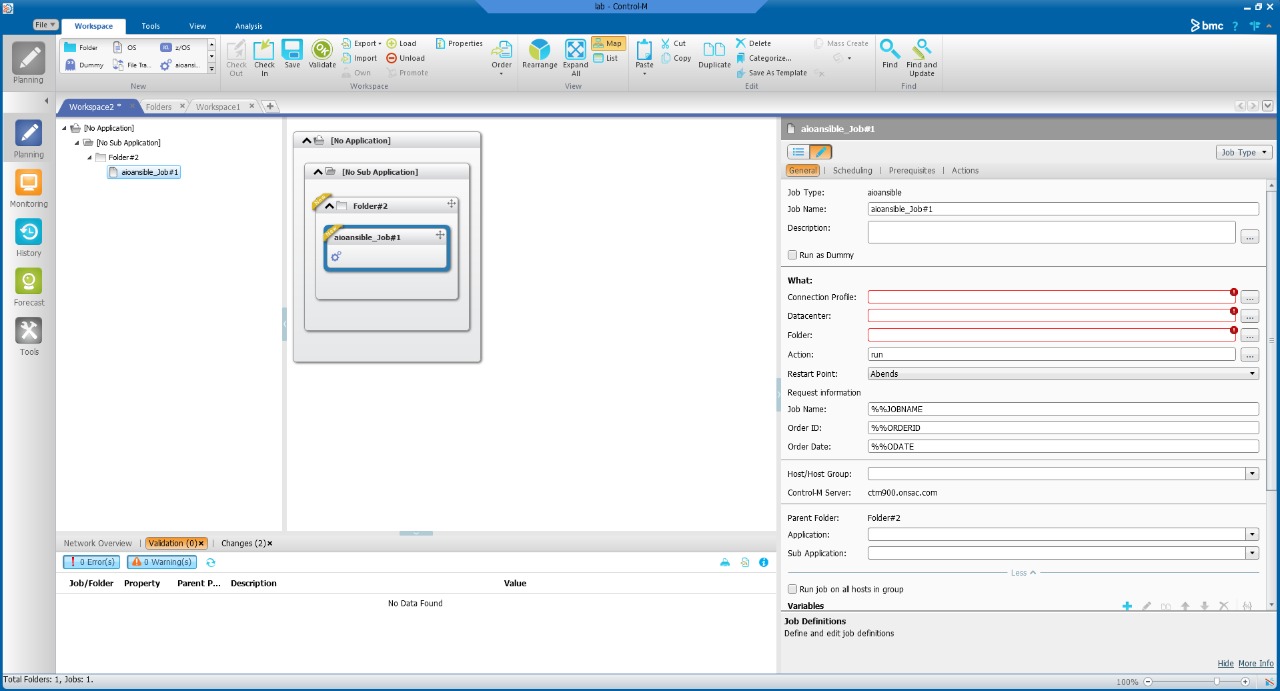 lab - Control-M
File
Workspace
Tools
View
Analysis
bmc
?
Planning
Folder
OS
z/OS
Dummy
File Tra...
aioansi...
New
Check Out
Check In
Save
Validate
Export
Import
Own
Load
Unload
Promote
Properties
Order
Workspace
Rearrange
Expand All
Map
List
View
Paste
Cut
Copy
Duplicate
Delete
Categorize...
Save As Template
Mass Create
Edit
Find
Find and Update
Find
Workspace2 *
Folders
Workspace1
Planning
Monitoring
History
Forecast
Tools
[No Application]
[No Sub Application]
Folder#2
aioansible_Job#1
[No Application]
[No Sub Application]
Folder#2
aioansible_Job#1
aioansible_Job#1
Job Type
General | Scheduling | Prerequisites | Actions
Job Type: aioansible
Job Name: aioansible_Job#1
Description:
...
Run as Dummy
What:
Connection Profile: ...
Datacenter: ...
Folder: ...
Action: run ...
Restart Point: Abends
Request information
Job Name: %%JOBNAME
Order ID: %%ORDERID
Order Date: %%ODATE
Host/Host Group:
Control-M Server: ctm900.onsac.com
Parent Folder: Folder#2
Application:
Sub Application:
Less
Run job on all hosts in group
Variables
Job Definitions
Define and edit job definitions
Hide More Info
Network Overview | Validation (0) | Changes (2)
0 Error(s)
0 Warning(s)
Job/Folder Property Parent P... Description Value
No Data Found
Total Folders: 1, Jobs: 1.
100%